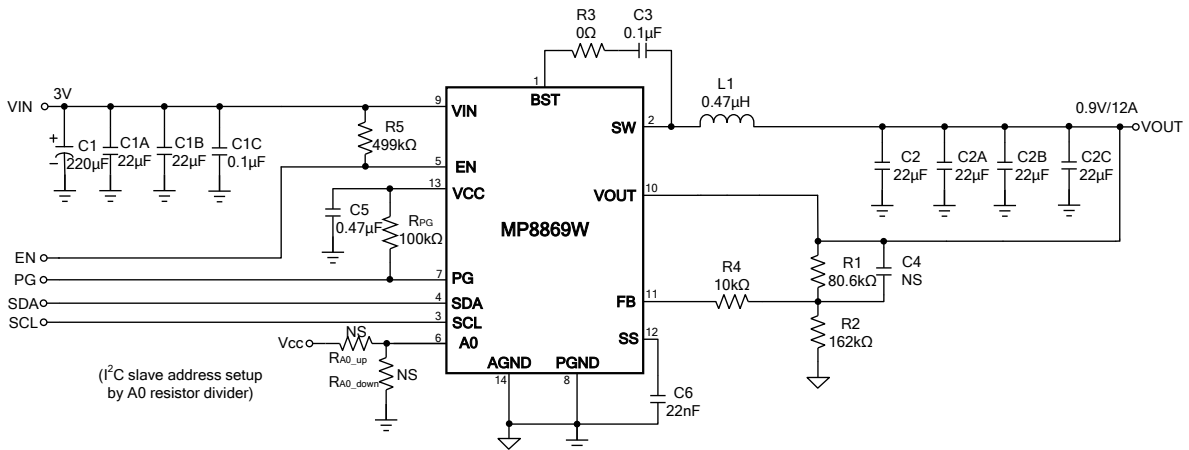 R3
0Ω
C3
0.1µF
1
BST
VIN
3V
9
VIN
+
−
C1
220µF
C1A
22µF
C1B
22µF
C1C
0.1µF
R5
499kΩ
5
EN
13
VCC
C5
0.47µF
RPG
100kΩ
MP8869W
SW
2
L1
0.47µH
0.9V/12A
VOUT
C2
22µF
C2A
22µF
C2B
22µF
C2C
22µF
VOUT
10
EN
PG
7
PG
SDA
4
SDA
SCL
3
SCL
Vcc
NS
6
A0
RA0_up
RA0_down
NS
(I2C slave address setup
by A0 resistor divider)
AGND
14
PGND
8
FB
11
R4
10kΩ
R1
80.6kΩ
C4
NS
R2
162kΩ
SS
12
C6
22nF